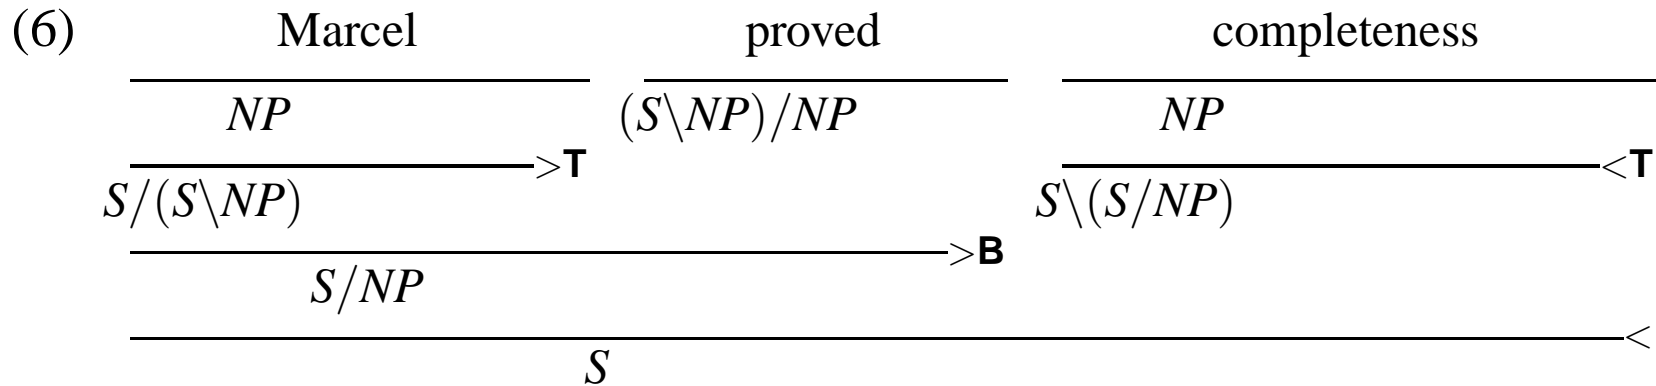 (6) Marcel proved completeness
NP (S\NP)/NP NP
>T <T
S/(S\NP) S\(S/NP)
>B
S/NP
<
S